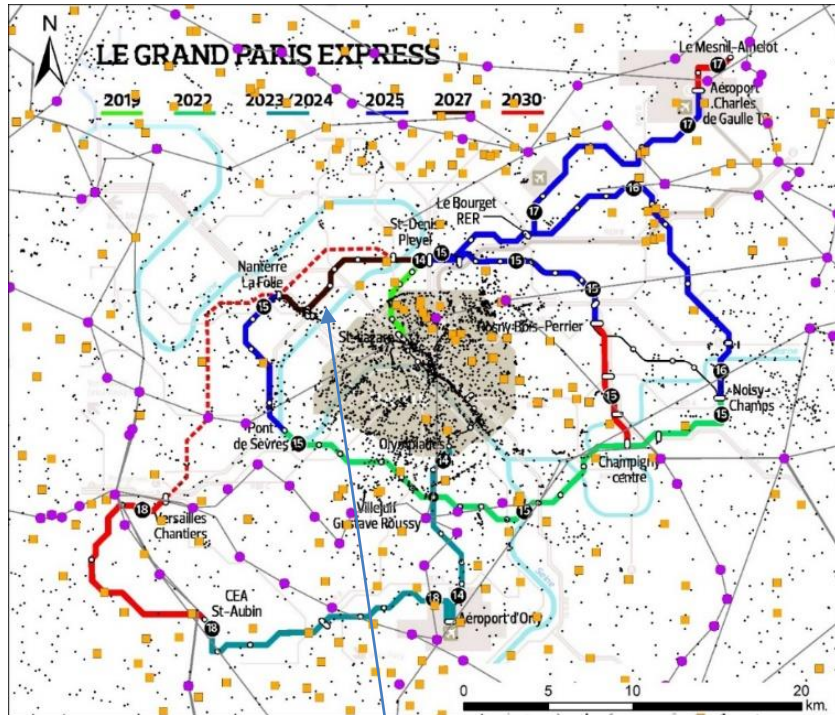 N
LE GRAND PARIS EXPRESS
2019 2022 2023/2024 2025 2027 2030
Le Mesnil-Amelot
17
Aéroport
Charles
de Gaulle T2
17
Le Bourget
RER
17
16
St-Denis
Pleyel
14
15
15
Nanterre
La Folie
15
15
St-Lazare
Rosny-Bois-Perrier
16
Noisy-
Champs
15
15
Pont
de Sèvres
15
Olympiades
14
Champigny
centre
Villejuif
Gustave Roussy
15
18
Versailles
Chantiers
CEA
St-Aubin
18
18
14
Aéroport d'Orly
0 5 10 20
km.